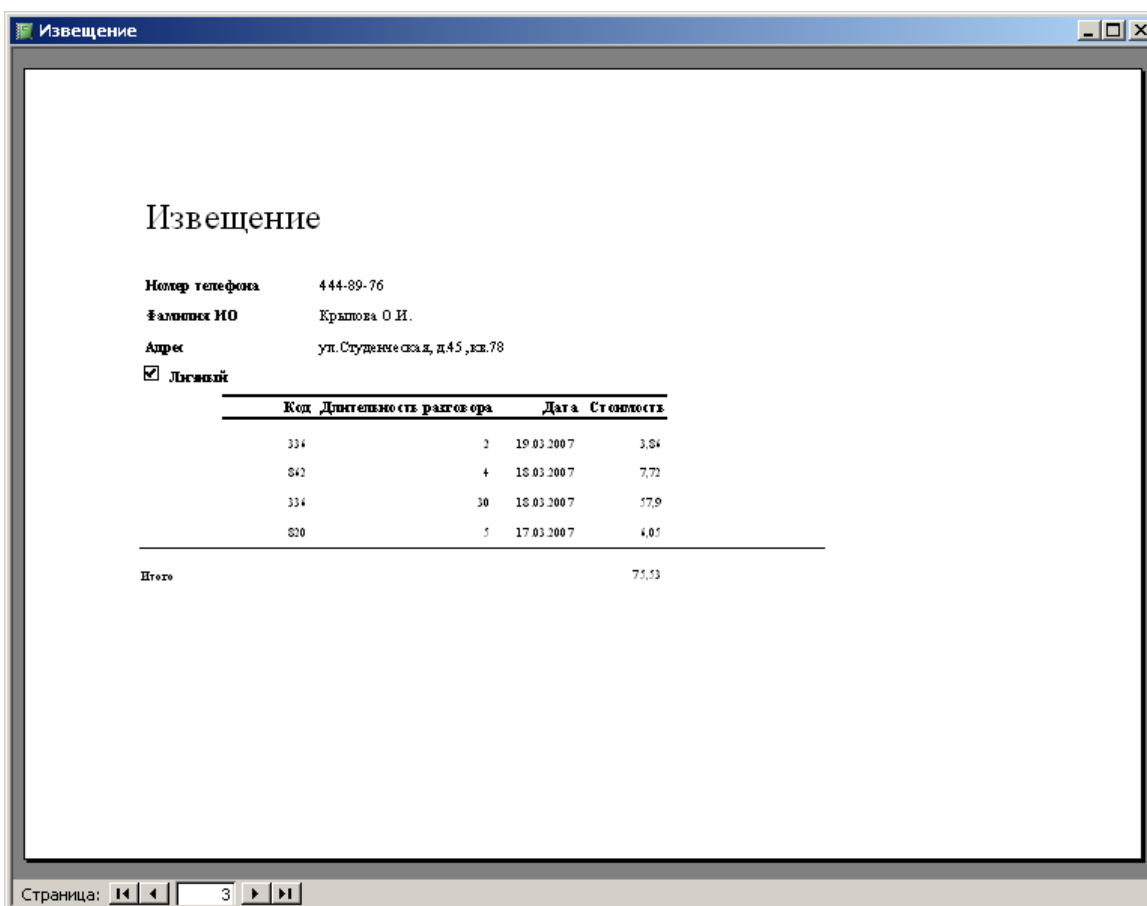 Извещение
Извещение
Номер телефона 444-89-76
Фамилия ИО Крылова О.И.
Адрес ул.Студенческая, д.45 ,кв.78
Личный
Код Длительность разговора Дата Стоимость
336 2 19.03.2007 3,86
862 4 18.03.2007 7,72
336 30 18.03.2007 57,9
820 5 17.03.2007 6,05
Итого 75,53
Страница: 3